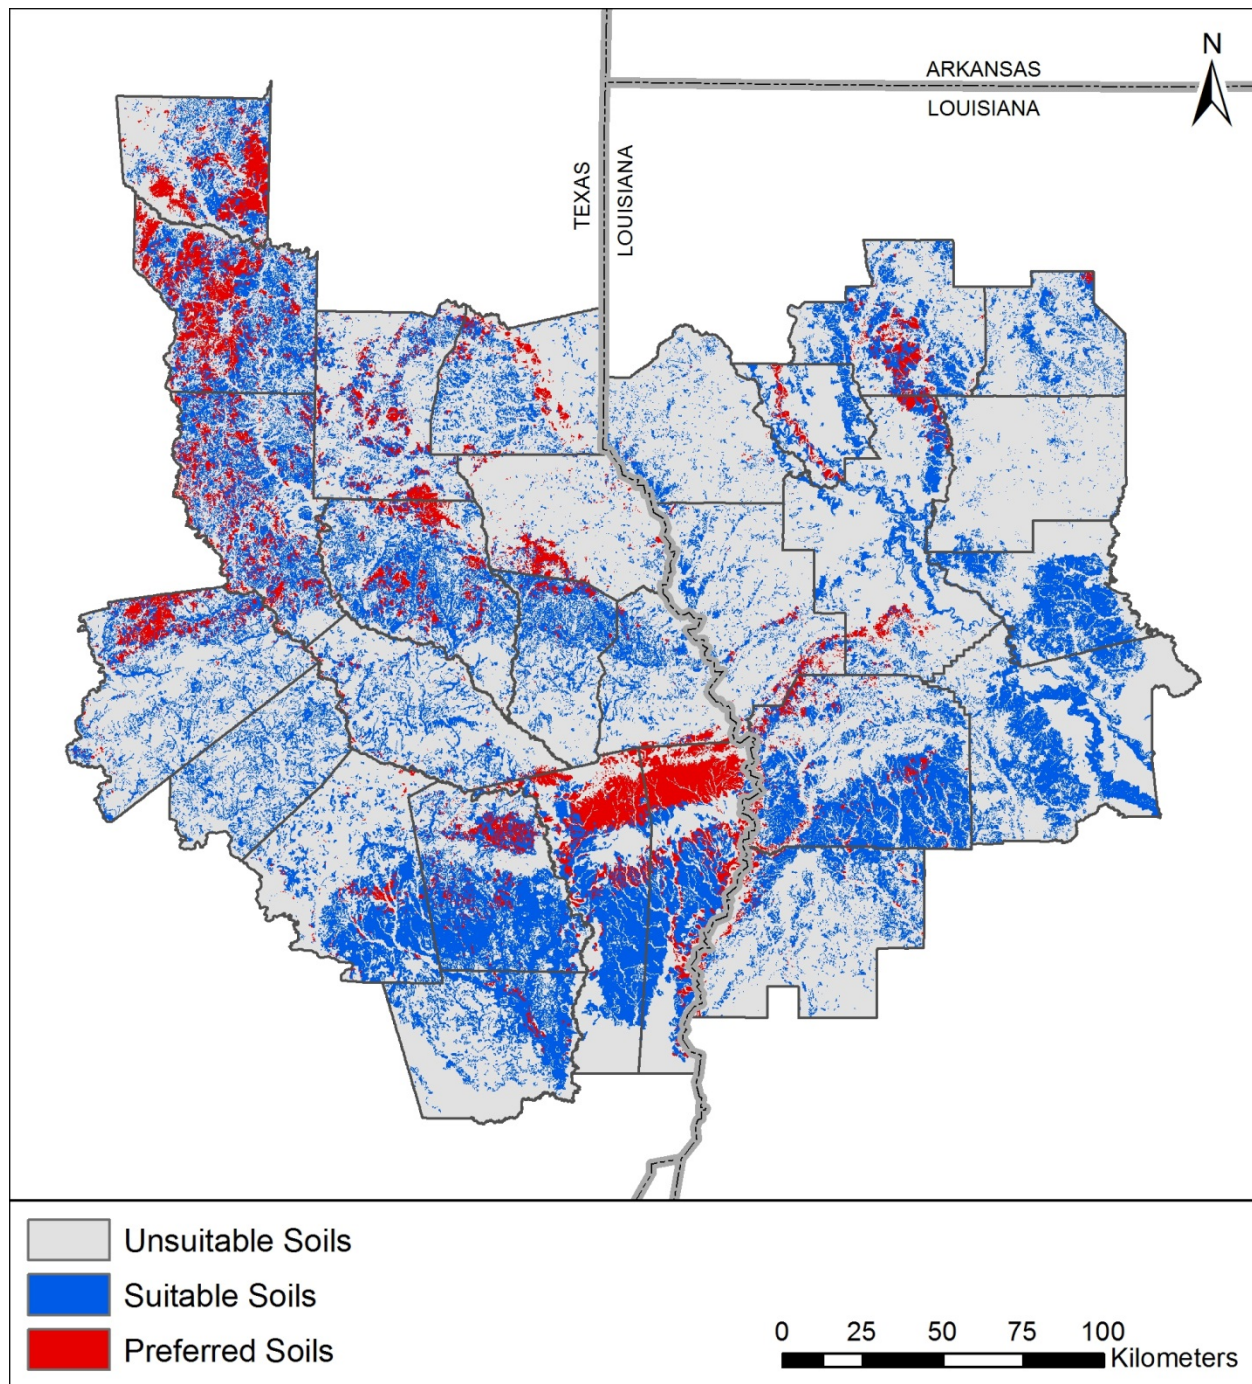 N
ARKANSAS
LOUISIANA
TEXAS
LOUISIANA
Unsuitable Soils
Suitable Soils
Preferred Soils
0 25 50 75 100
Kilometers